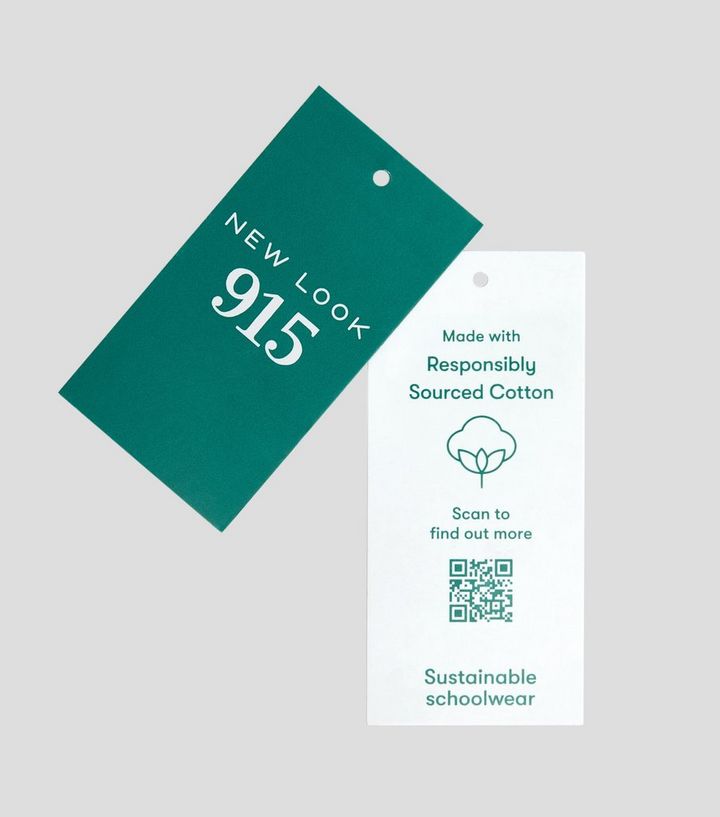 NEW LOOK
915
Made with
Responsibly
Sourced Cotton
Scan to
find out more
Sustainable
schoolwear